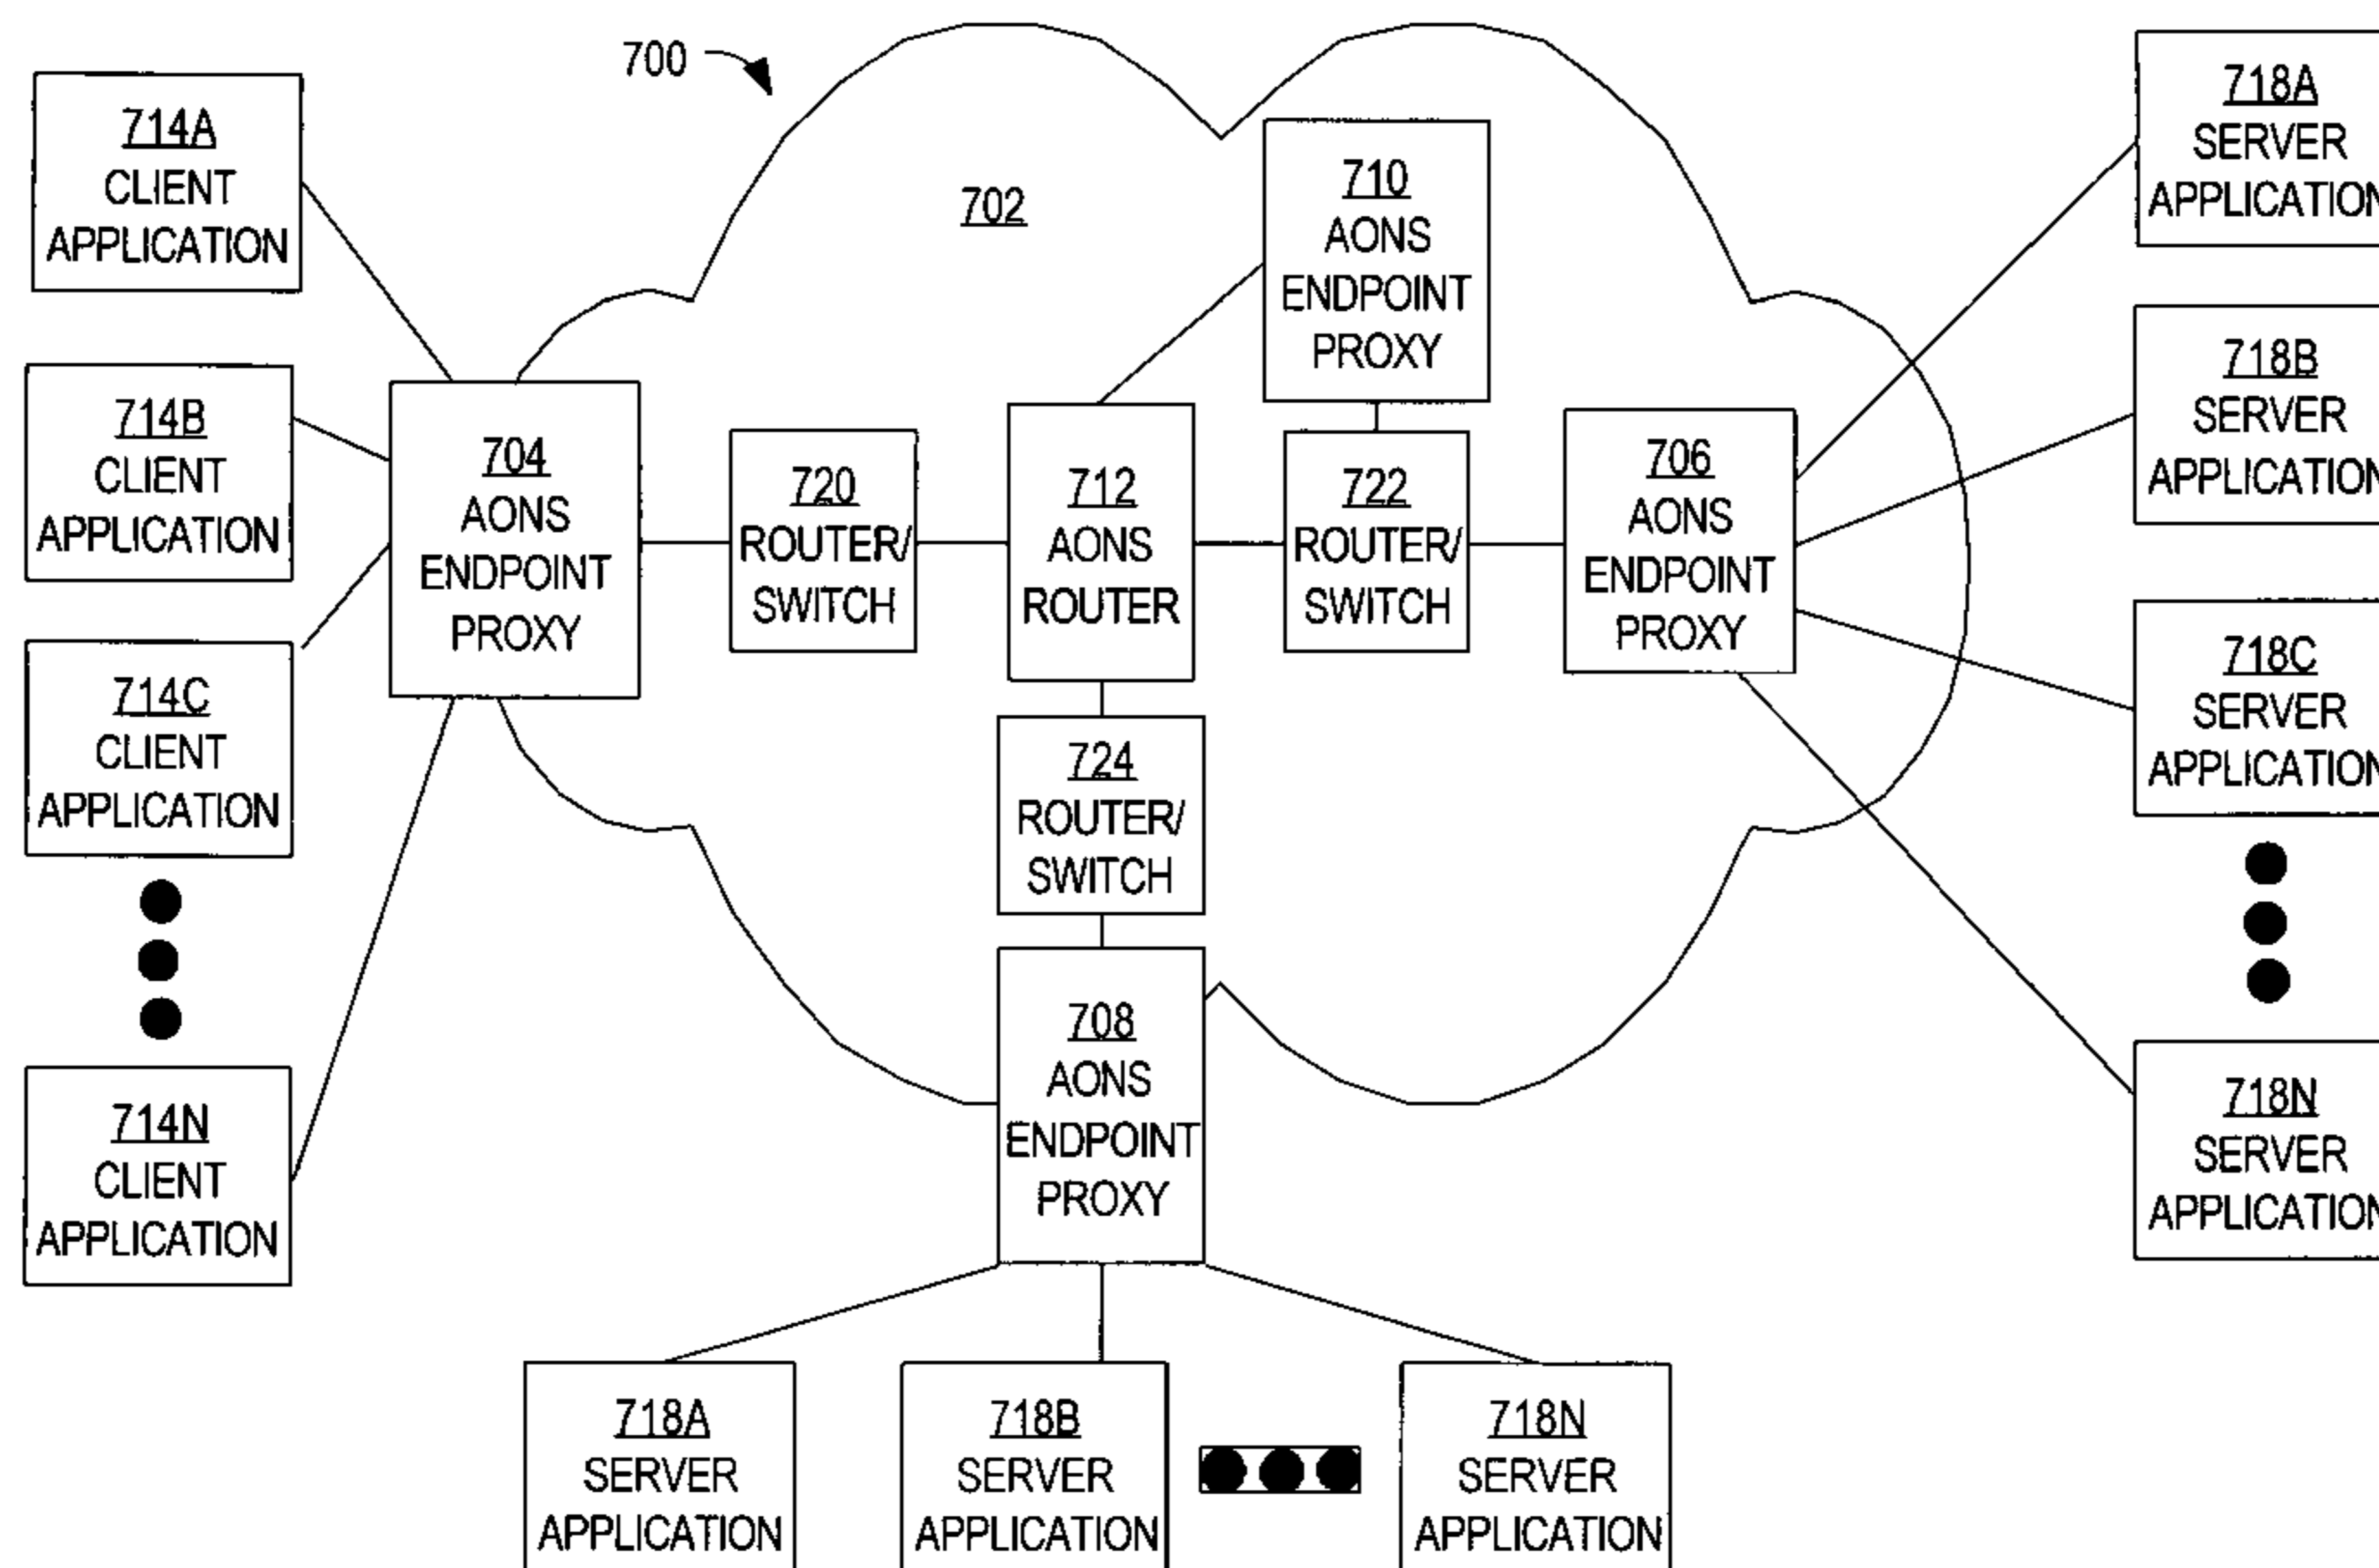 700
702
714A
CLIENT
APPLICATION
714B
CLIENT
APPLICATION
714C
CLIENT
APPLICATION
714N
CLIENT
APPLICATION
704
AONS
ENDPOINT
PROXY
720
ROUTER/
SWITCH
712
AONS
ROUTER
710
AONS
ENDPOINT
PROXY
722
ROUTER/
SWITCH
706
AONS
ENDPOINT
PROXY
724
ROUTER/
SWITCH
708
AONS
ENDPOINT
PROXY
718A
SERVER
APPLICATION
718B
SERVER
APPLICATION
718C
SERVER
APPLICATION
718N
SERVER
APPLICATION
718A
SERVER
APPLICATION
718B
SERVER
APPLICATION
718N
SERVER
APPLICATION